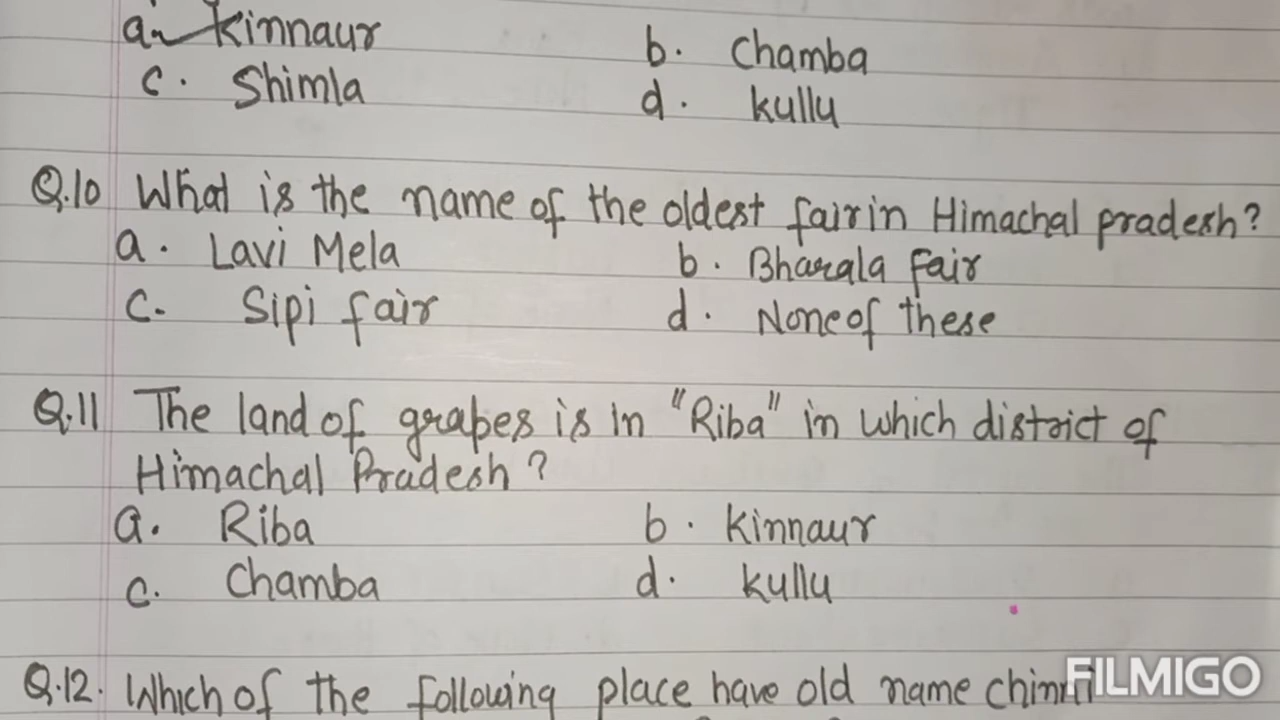 a. Kinnaur b. Chamba
c. Shimla d. kullu
Q.10 What is the name of the oldest fair in Himachal pradesh?
a. Lavi Mela b. Bharala fair
c. Sipi fair d. None of these
Q.11 The land of grapes is in "Riba" in which district of
Himachal Pradesh?
a. Riba b. Kinnaur
c. Chamba d. kullu
Q.12. Which of the following place have old name
FILMIGO